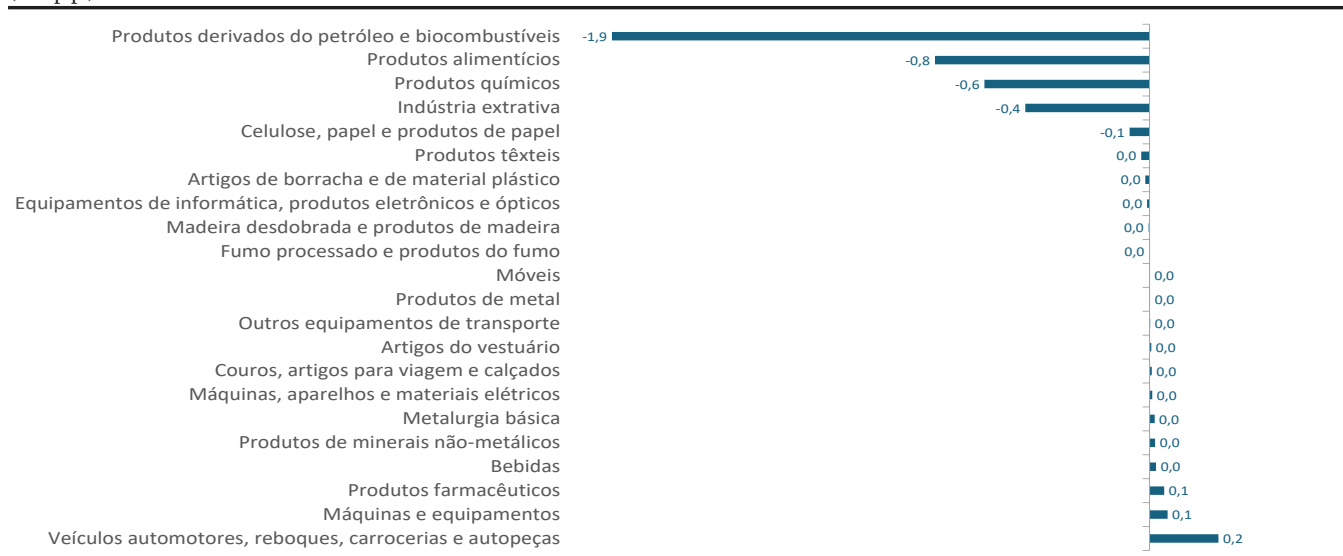 Produtos derivados do petróleo e biocombustíveis -1,9
Produtos alimentícios -0,8
Produtos químicos -0,6
Indústria extrativa -0,4
Celulose, papel e produtos de papel -0,1
Produtos têxteis 0,0
Artigos de borracha e de material plástico 0,0
Equipamentos de informática, produtos eletrônicos e ópticos 0,0
Madeira desdobrada e produtos de madeira 0,0
Fumo processado e produtos do fumo 0,0
Móveis 0,0
Produtos de metal 0,0
Outros equipamentos de transporte 0,0
Artigos do vestuário 0,0
Couros, artigos para viagem e calçados 0,0
Máquinas, aparelhos e materiais elétricos 0,0
Metalurgia básica 0,0
Produtos de minerais não-metálicos 0,0
Bebidas 0,0
Produtos farmacêuticos 0,1
Máquinas e equipamentos 0,1
Veículos automotores, reboques, carrocerias e autopeças 0,2